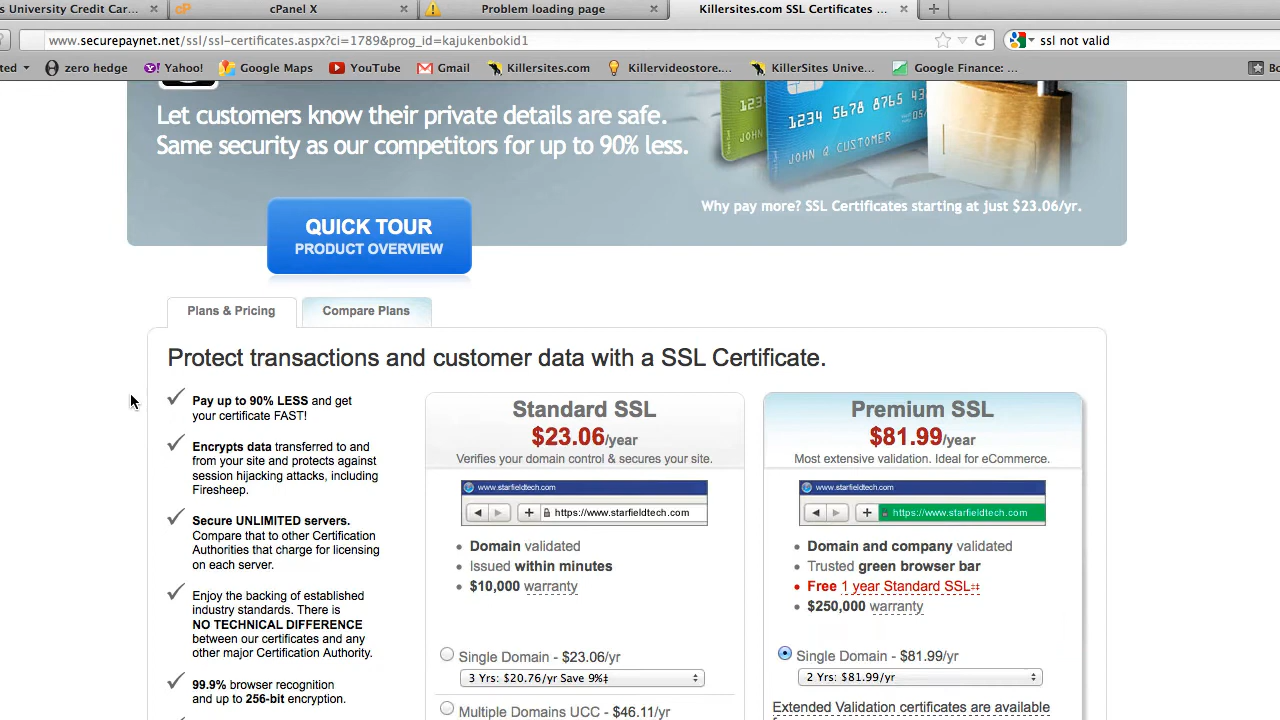 s University Credit Car...
cPanel X
Problem loading page
Killersites.com SSL Certificates ...
www.securepaynet.net/ssl/ssl-certificates.aspx?ci=1789&prog_id=kajukenbokid1
ssl not valid
ted
zero hedge
Yahoo!
Google Maps
YouTube
Gmail
Killersites.com
Killervideostore....
KillerSites Unive...
Google Finance: ...
Bo
Let customers know their private details are safe.
Same security as our competitors for up to 90% less.
1234 5678 8765 43
JOHN Q CUSTOMER
Why pay more? SSL Certificates starting at just $23.06/yr.
QUICK TOUR
PRODUCT OVERVIEW
Plans & Pricing
Compare Plans
Protect transactions and customer data with a SSL Certificate.
Pay up to 90% LESS and get
your certificate FAST!
Encrypts data transferred to and
from your site and protects against
session hijacking attacks, including
Firesheep.
Secure UNLIMITED servers.
Compare that to other Certification
Authorities that charge for licensing
on each server.
Enjoy the backing of established
industry standards. There is
NO TECHNICAL DIFFERENCE
between our certificates and any
other major Certification Authority.
99.9% browser recognition
and up to 256-bit encryption.
Standard SSL
$23.06/year
Verifies your domain control & secures your site.
www.starfieldtech.com
https://www.starfieldtech.com
• Domain validated
• Issued within minutes
• $10,000 warranty
Single Domain - $23.06/yr
3 Yrs: $20.76/yr Save 9%‡
Multiple Domains UCC - $46.11/yr
Premium SSL
$81.99/year
Most extensive validation. Ideal for eCommerce.
www.starfieldtech.com
https://www.starfieldtech.com
• Domain and company validated
• Trusted green browser bar
• Free 1 year Standard SSL‡‡
• $250,000 warranty
Single Domain - $81.99/yr
2 Yrs: $81.99/yr
Extended Validation certificates are available